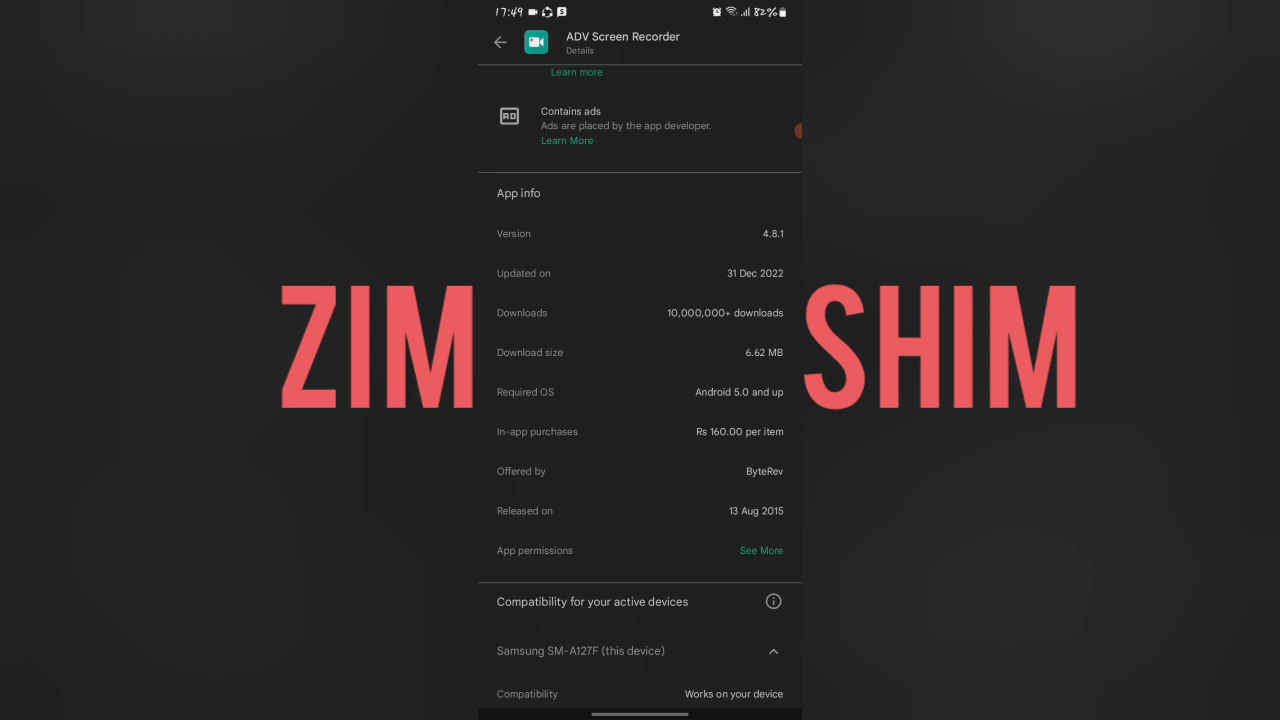 17:49
82%
ADV Screen Recorder
Details
Learn more
AD
Contains ads
Ads are placed by the app developer.
Learn More
App info
Version 4.8.1
Updated on 31 Dec 2022
Downloads 10,000,000+ downloads
Download size 6.62 MB
Required OS Android 5.0 and up
In-app purchases Rs 160.00 per item
Offered by ByteRev
Released on 13 Aug 2015
App permissions See More
Compatibility for your active devices
Samsung SM-A127F (this device)
Compatibility Works on your device
ZIM SHIM